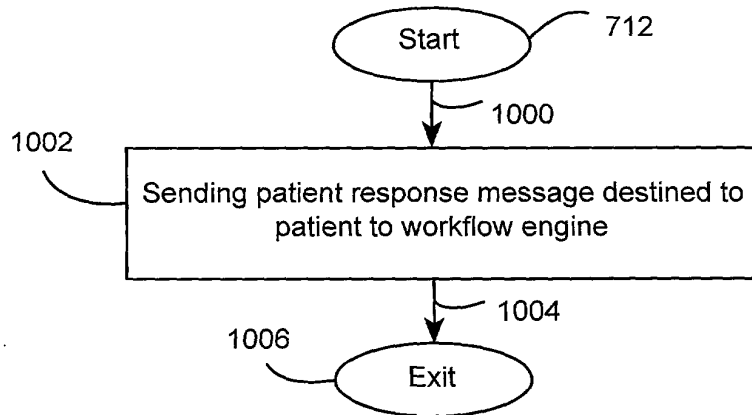 Start
712
1000
1002
Sending patient response message destined to
patient to workflow engine
1004
1006
Exit